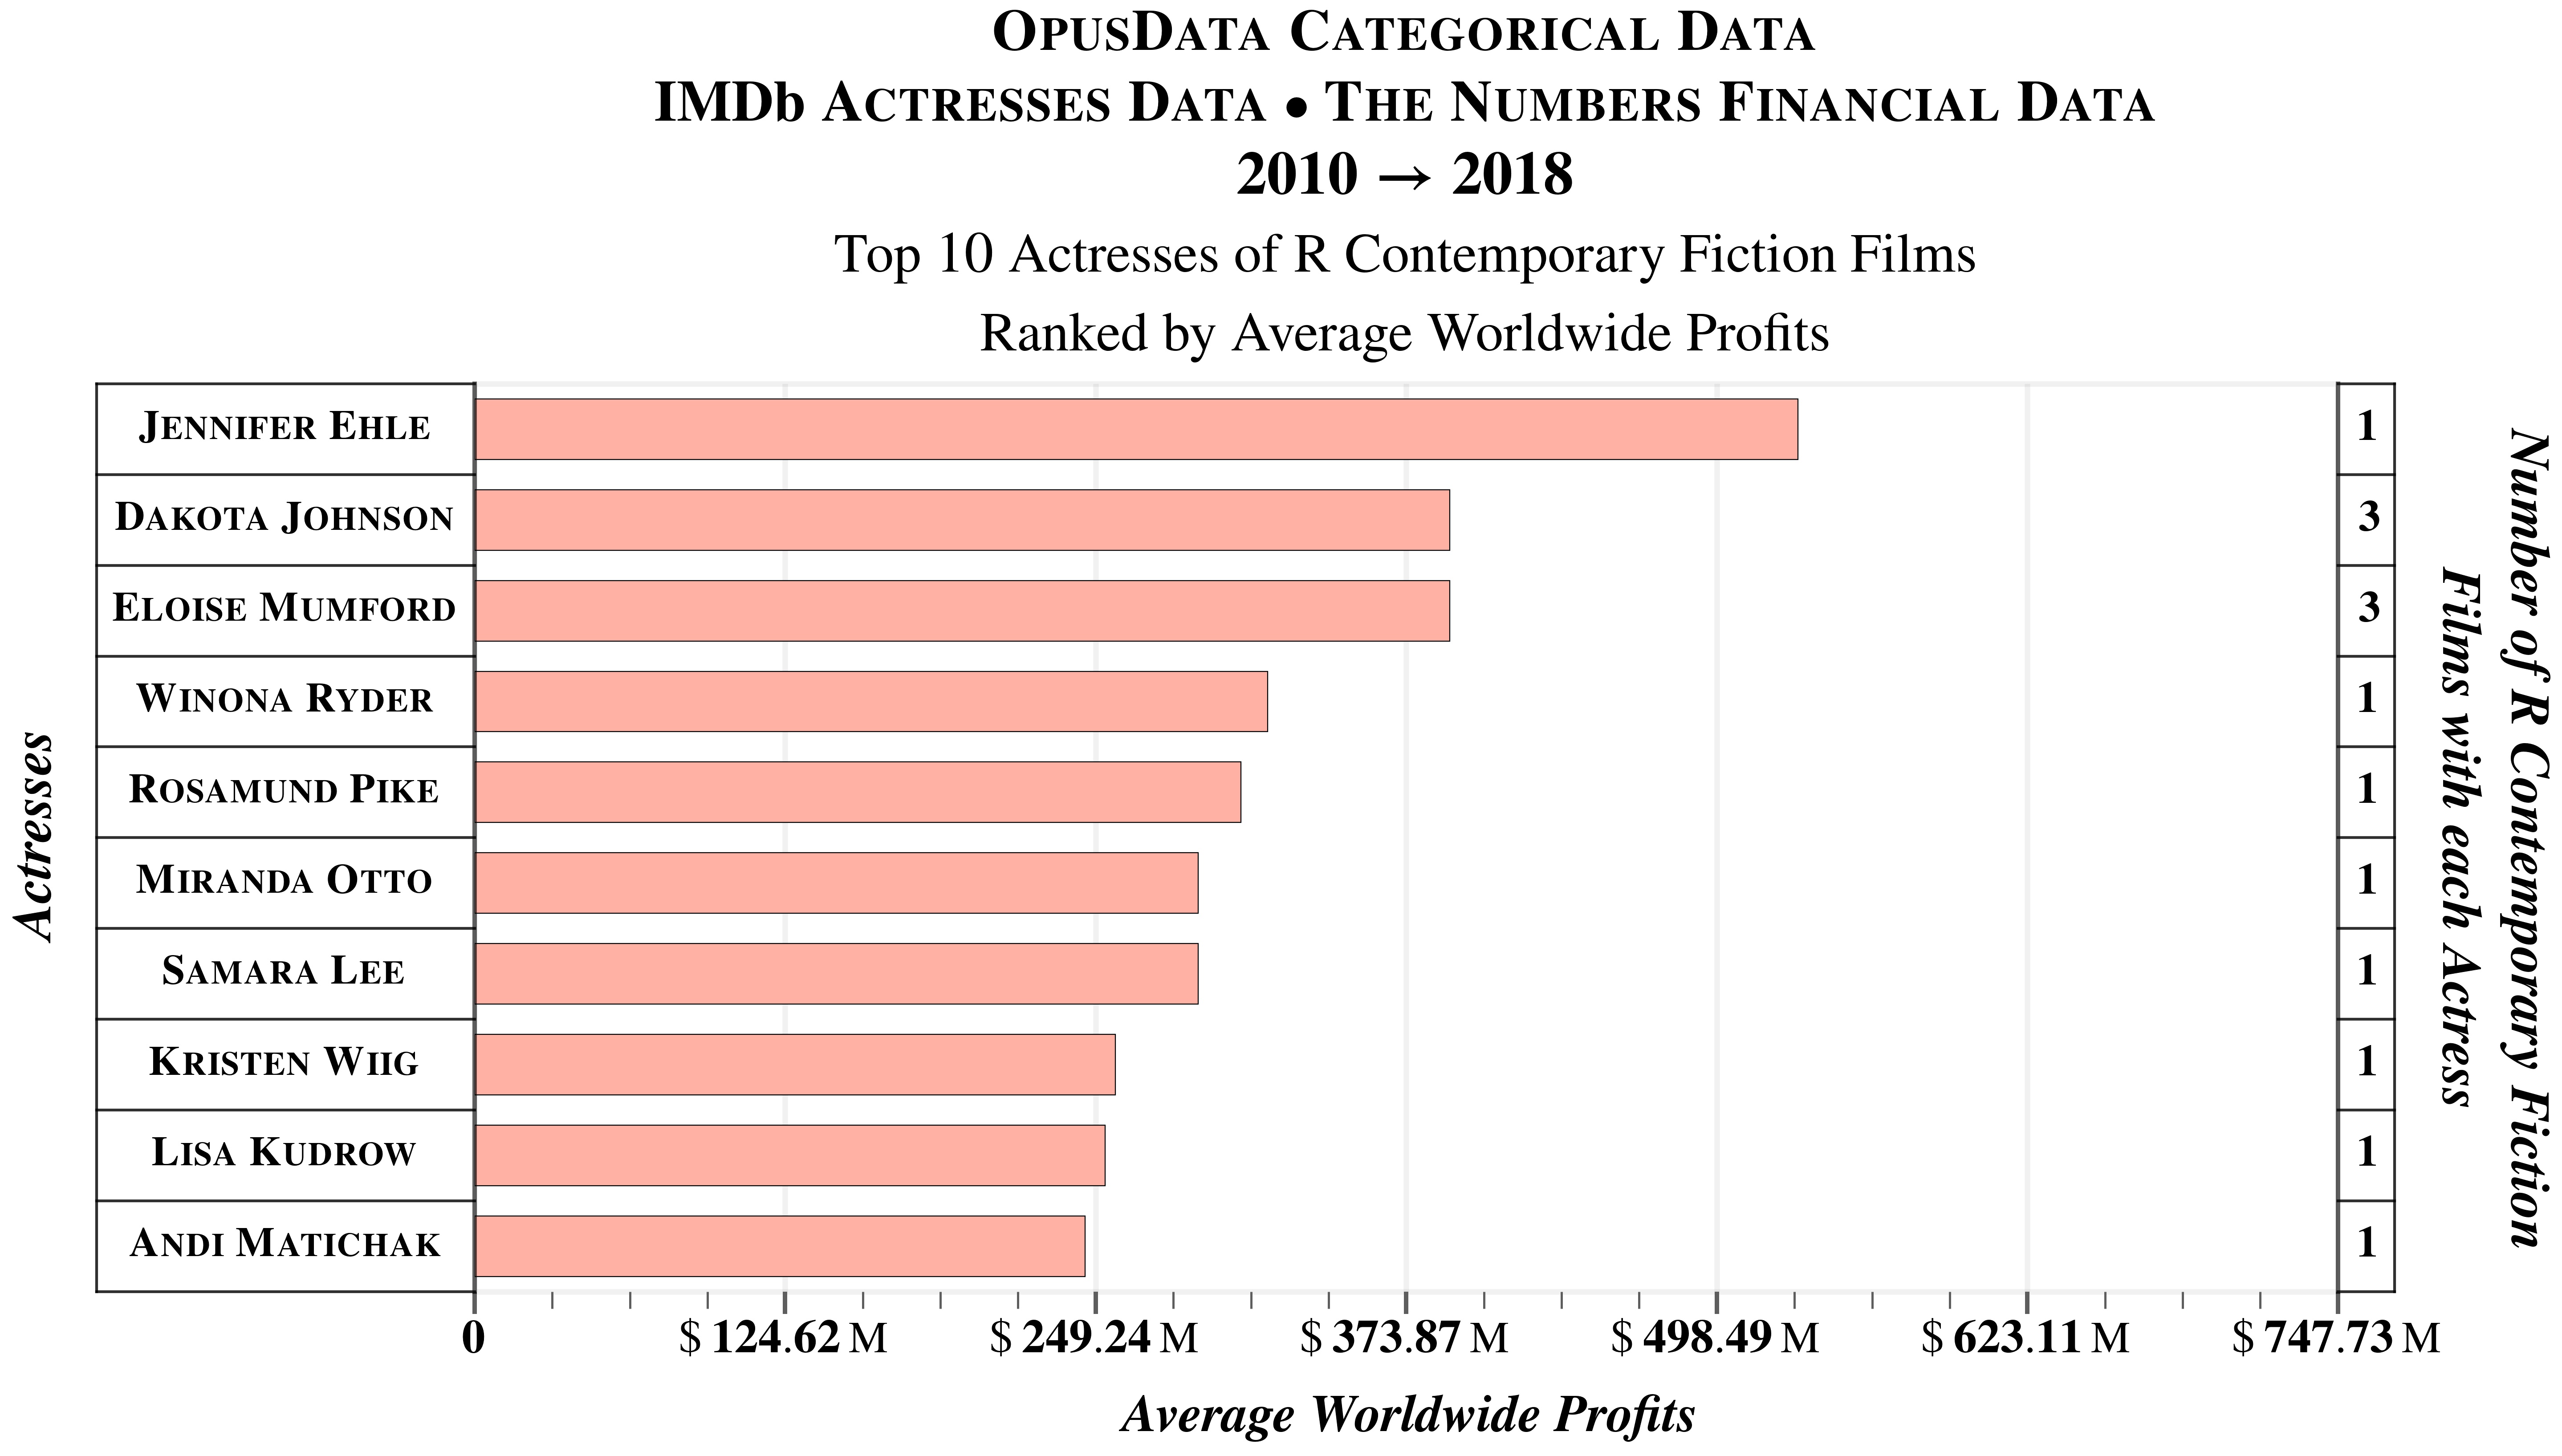 OpusData Categorical Data
IMDb Actresses Data • The Numbers Financial Data
2010 → 2018
Top 10 Actresses of R Contemporary Fiction Films
Ranked by Average Worldwide Profits
Actresses
Jennifer Ehle 1
Dakota Johnson 3
Eloise Mumford 3
Winona Ryder 1
Rosamund Pike 1
Miranda Otto 1
Samara Lee 1
Kristen Wiig 1
Lisa Kudrow 1
Andi Matichak 1
Number of R Contemporary Fiction
Films with each Actress
0 $ 124.62 M $ 249.24 M $ 373.87 M $ 498.49 M $ 623.11 M $ 747.73 M
Average Worldwide Profits